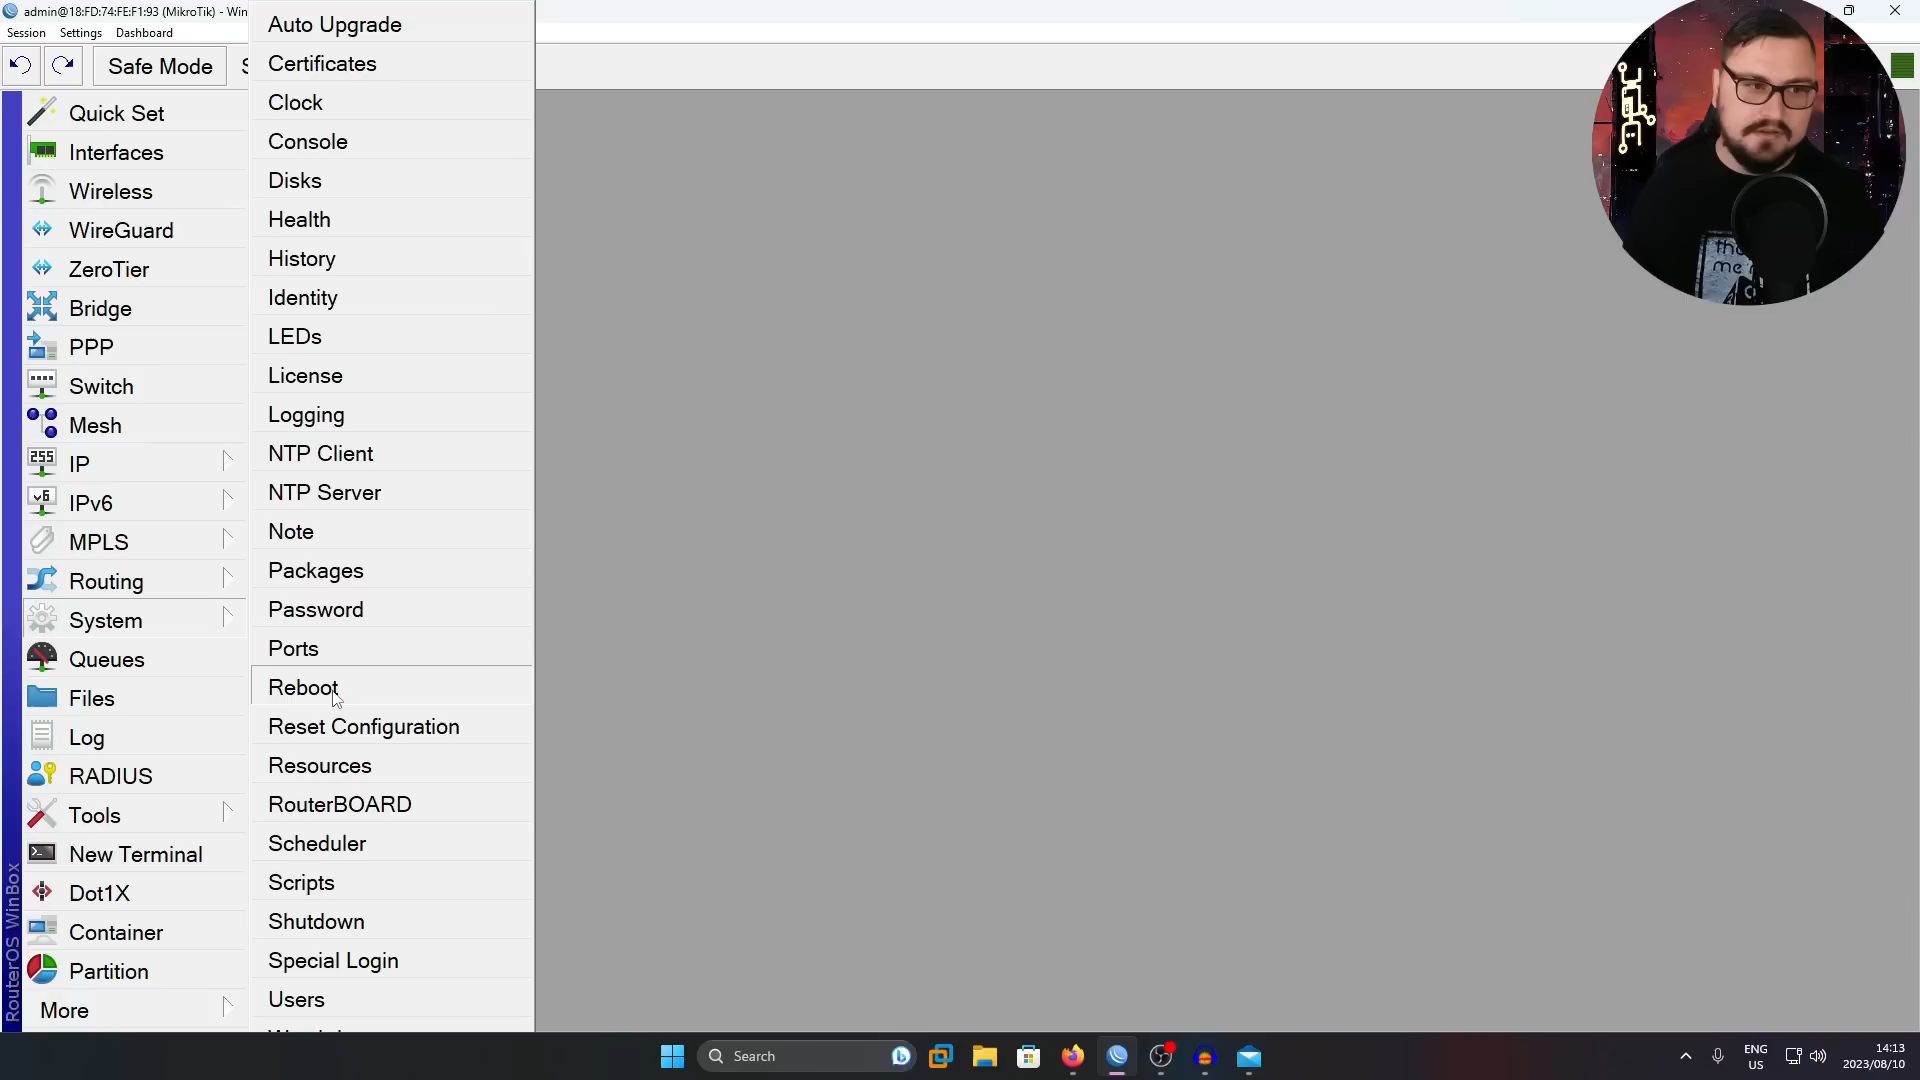 admin@18:FD:74:FE:F1:93 (MikroTik) - Win
Session Settings Dashboard
Safe Mode
Quick Set
Interfaces
Wireless
WireGuard
ZeroTier
Bridge
PPP
Switch
Mesh
255
IP
v6
IPv6
MPLS
Routing
System
Queues
Files
Log
RADIUS
Tools
New Terminal
Dot1X
Container
Partition
More
RouterOS WinBox
Auto Upgrade
Certificates
Clock
Console
Disks
Health
History
Identity
LEDs
License
Logging
NTP Client
NTP Server
Note
Packages
Password
Ports
Reboot
Reset Configuration
Resources
RouterBOARD
Scheduler
Scripts
Shutdown
Special Login
Users
Search
ENG
US
14:13
2023/08/10